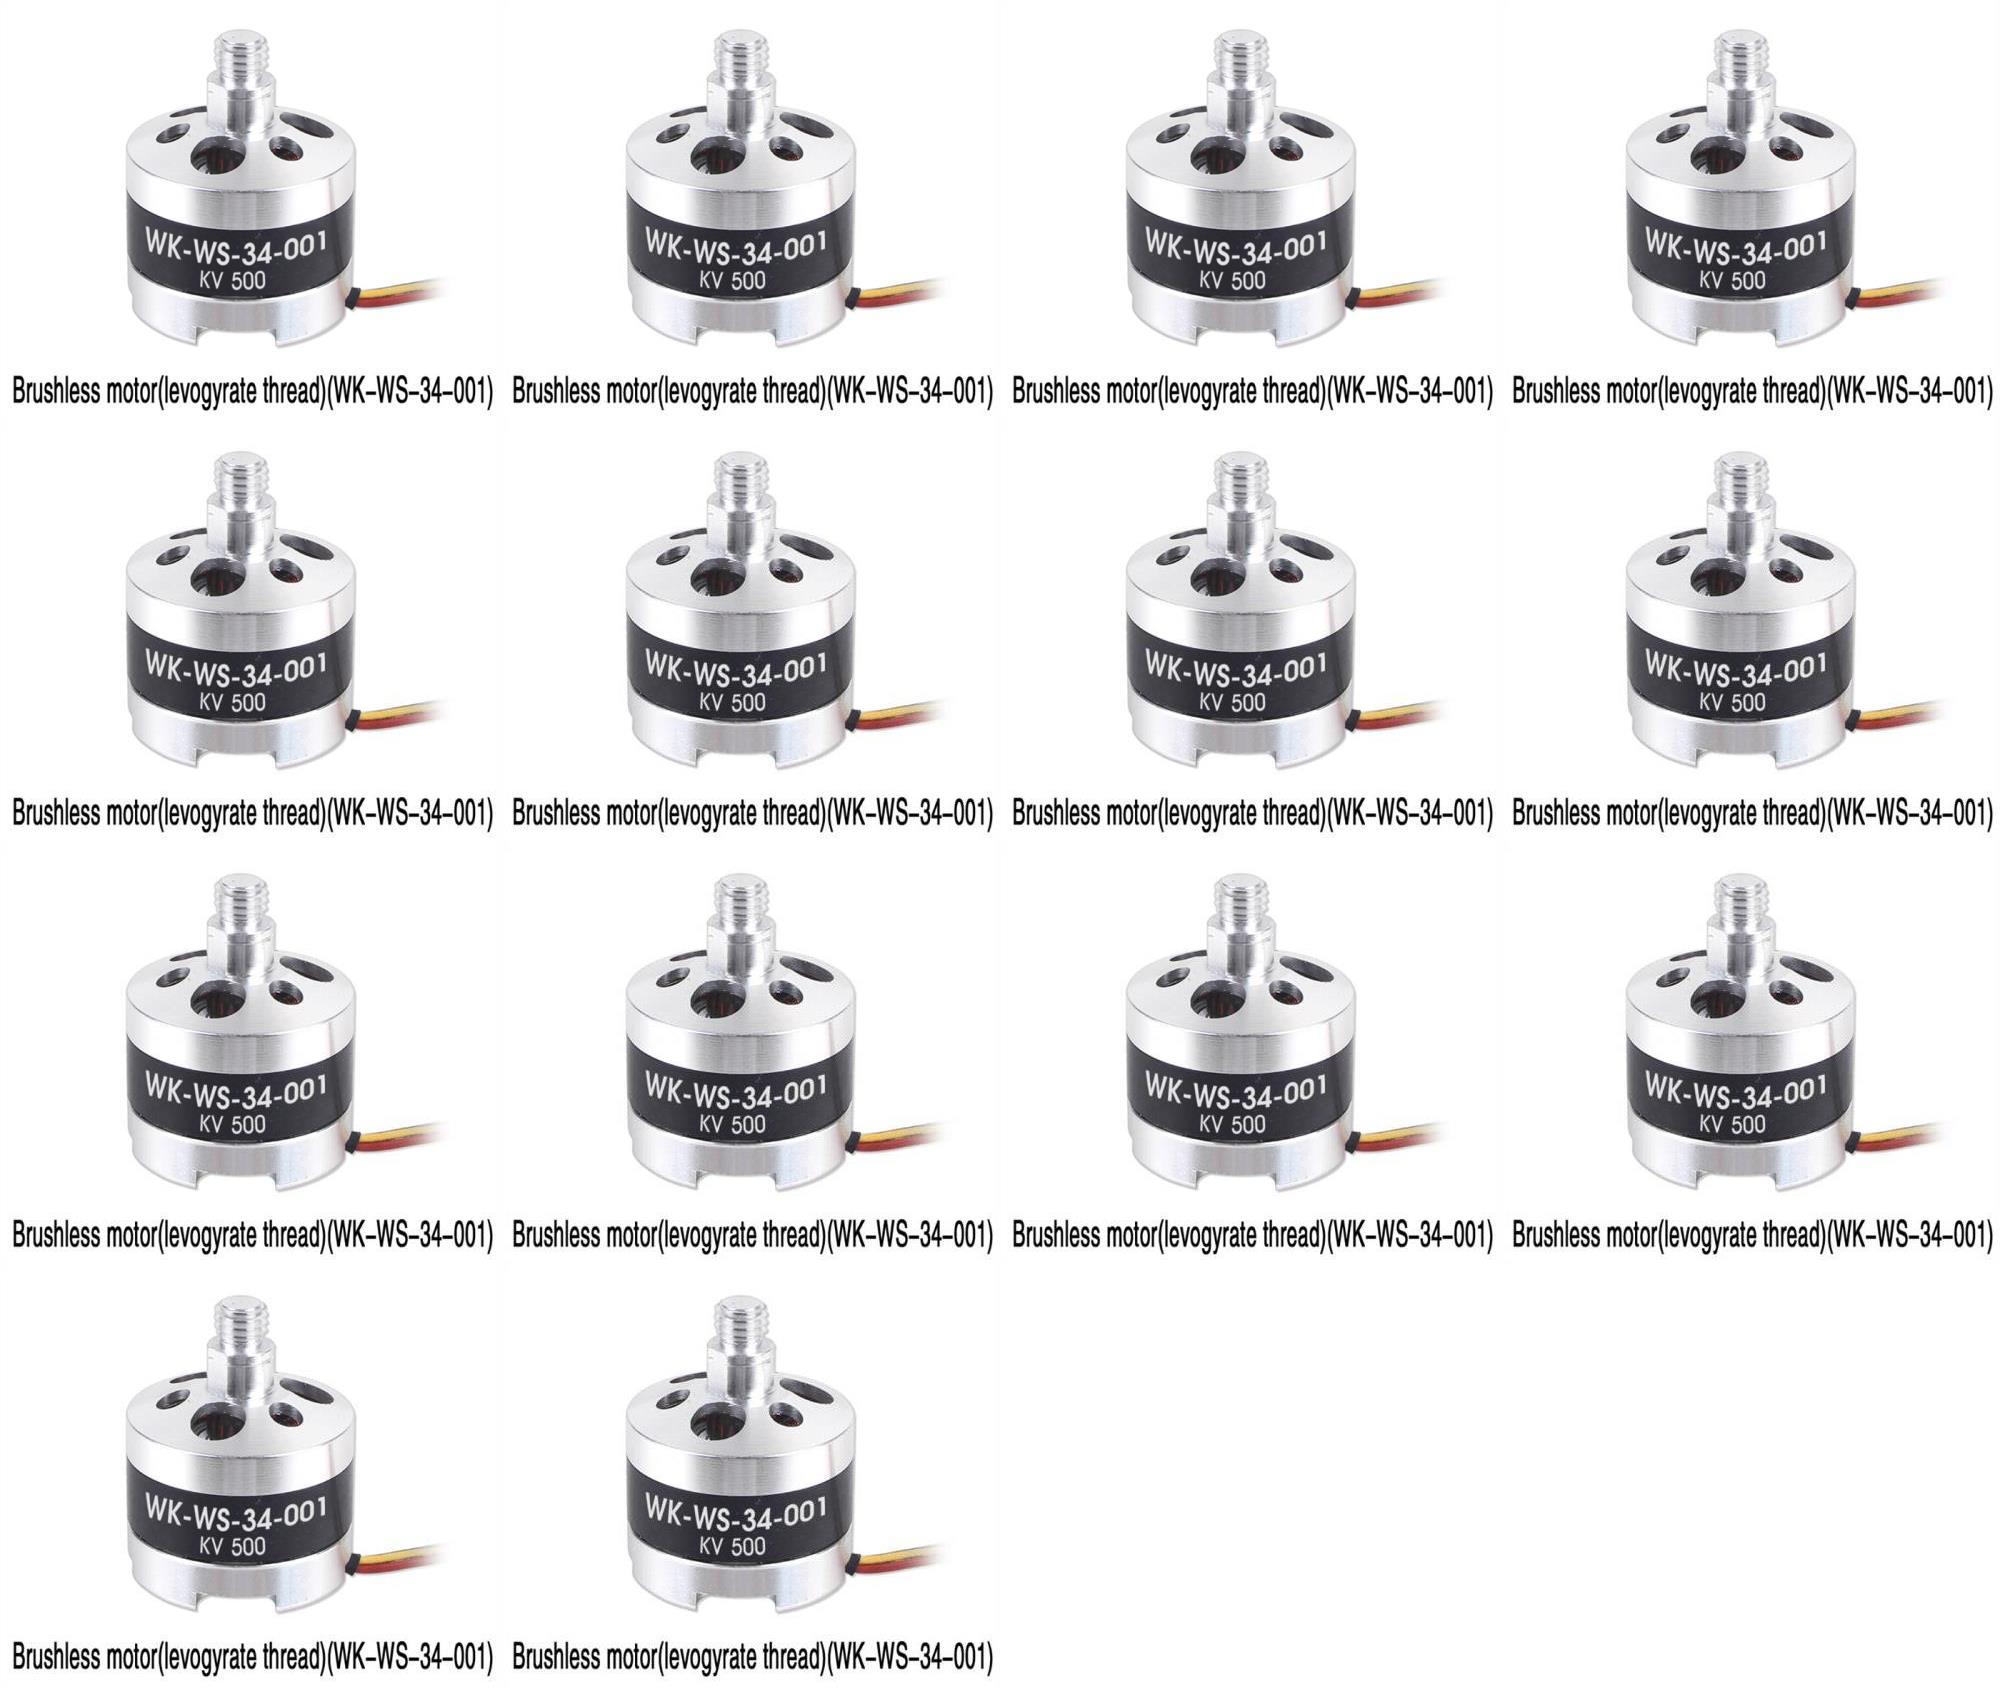 WK-WS-34-001 WK-WS-34-001 WK-WS-34-001 WK-WS-34-001
KV 500 KV 500 KV 500 KV 500
Brushless motor(levogyrate thread)(WK-WS-34-001) Brushless motor(levogyrate thread)(WK-WS-34-001) Brushless motor(levogyrate thread)(WK-WS-34-001) Brushless motor(levogyrate thread)(WK-WS-34-001)
WK-WS-34-001 WK-WS-34-001 WK-WS-34-001 WK-WS-34-001
KV 500 KV 500 KV 500 KV 500
Brushless motor(levogyrate thread)(WK-WS-34-001) Brushless motor(levogyrate thread)(WK-WS-34-001) Brushless motor(levogyrate thread)(WK-WS-34-001) Brushless motor(levogyrate thread)(WK-WS-34-001)
WK-WS-34-001 WK-WS-34-001 WK-WS-34-001 WK-WS-34-001
KV 500 KV 500 KV 500 KV 500
Brushless motor(levogyrate thread)(WK-WS-34-001) Brushless motor(levogyrate thread)(WK-WS-34-001) Brushless motor(levogyrate thread)(WK-WS-34-001) Brushless motor(levogyrate thread)(WK-WS-34-001)
WK-WS-34-001 WK-WS-34-001
KV 500 KV 500
Brushless motor(levogyrate thread)(WK-WS-34-001) Brushless motor(levogyrate thread)(WK-WS-34-001)